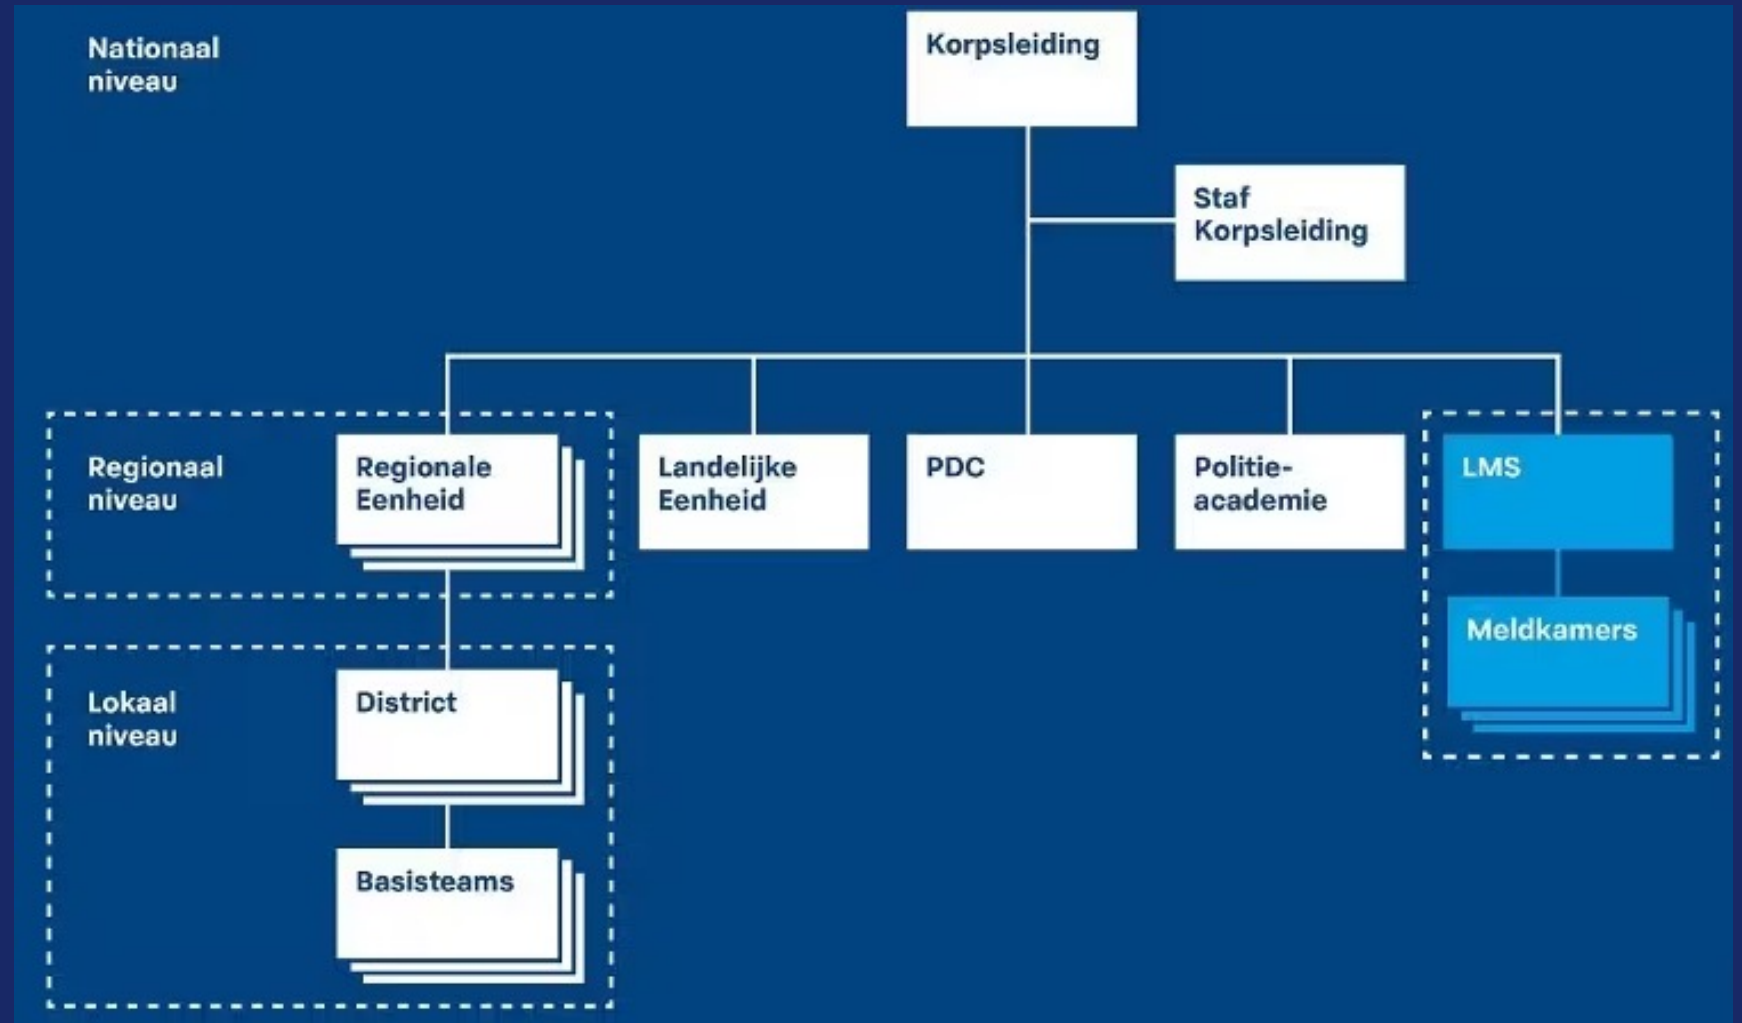 Nationaal
niveau
Korpsleiding
Staf
Korpsleiding
Regionaal
niveau
Regionale
Eenheid
Landelijke
Eenheid
PDC
Politie-
academie
LMS
Meldkamers
Lokaal
niveau
District
Basisteams